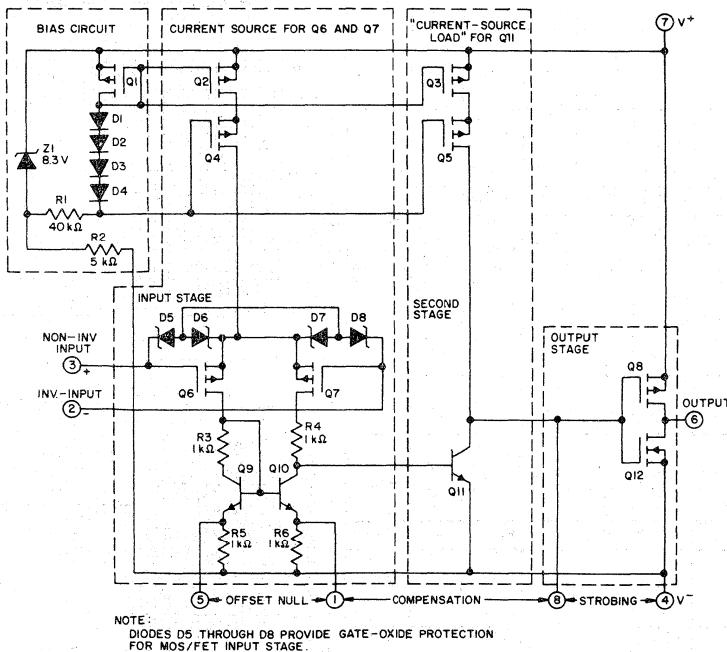 BIAS CIRCUIT
CURRENT SOURCE FOR Q6 AND Q7
"CURRENT-SOURCE
LOAD" FOR Q11
7 V+
Q1
Q2
Q3
D1
D2
D3
D4
Z1
8.3 V
Q4
Q5
R1
40 kΩ
R2
5 kΩ
INPUT STAGE
D5
D6
D7
D8
SECOND
STAGE
OUTPUT
STAGE
NON-INV
INPUT
3 +
Q6
Q7
Q8
OUTPUT
6
INV.-INPUT
2 -
R3
1 kΩ
R4
1 kΩ
Q9
Q10
Q11
Q12
R5
1 kΩ
R6
1 kΩ
5 OFFSET NULL 1 COMPENSATION 8 STROBING 4 V-
NOTE:
DIODES D5 THROUGH D8 PROVIDE GATE-OXIDE PROTECTION
FOR MOS/FET INPUT STAGE.